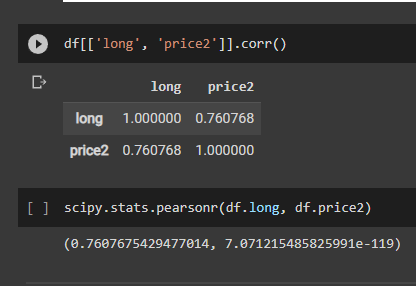 df[['long', 'price2']].corr()
long price2
long 1.000000 0.760768
price2 0.760768 1.000000
[ ] scipy.stats.pearsonr(df.long, df.price2)
(0.7607675429477014, 7.071215485825991e-119)